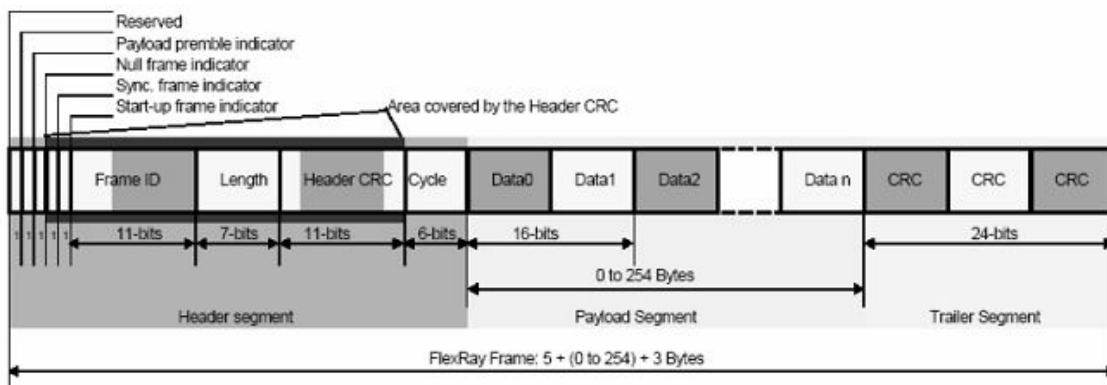 Reserved
Payload premble indicator
Null frame indicator
Sync. frame indicator
Start-up frame indicator
Area covered by the Header CRC
Frame ID Length Header CRC Cycle Data0 Data1 Data2 Data n CRC CRC CRC
1 1 1 1 1 11-bits 7-bits 11-bits 6-bits 16-bits 24-bits
0 to 254 Bytes
Header segment Payload Segment Trailer Segment
FlexRay Frame: 5 + (0 to 254) + 3 Bytes